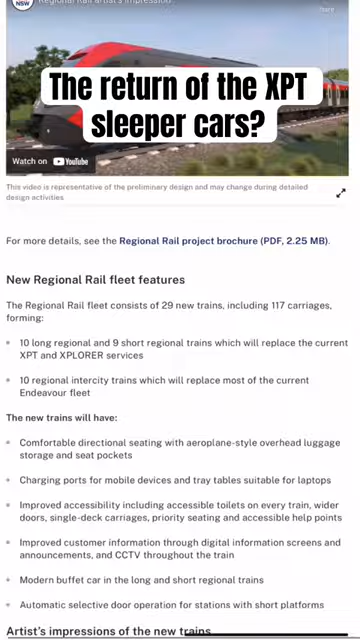 NSW
Regional Rail artist's impression
Share
The return of the XPT
sleeper cars?
Watch on YouTube
This video is representative of the preliminary design and may change during detailed
design activities
For more details, see the Regional Rail project brochure (PDF, 2.25 MB).
New Regional Rail fleet features
The Regional Rail fleet consists of 29 new trains, including 117 carriages,
forming:
10 long regional and 9 short regional trains which will replace the current
XPT and XPLORER services
10 regional intercity trains which will replace most of the current
Endeavour fleet
The new trains will have:
Comfortable directional seating with aeroplane-style overhead luggage
storage and seat pockets
Charging ports for mobile devices and tray tables suitable for laptops
Improved accessibility including accessible toilets on every train, wider
doors, single-deck carriages, priority seating and accessible help points
Improved customer information through digital information screens and
announcements, and CCTV throughout the train
Modern buffet car in the long and short regional trains
Automatic selective door operation for stations with short platforms
Artist's impressions of the new trains